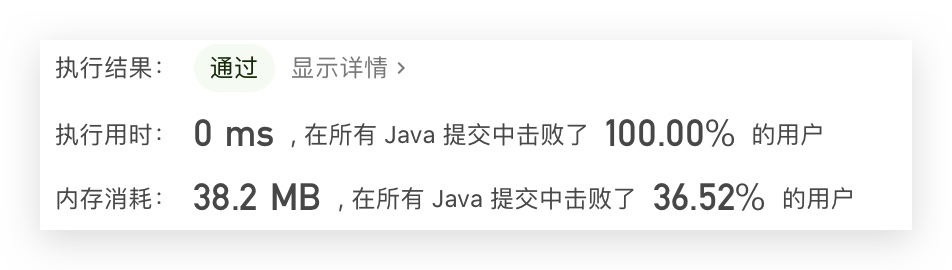 执行结果： 通过 显示详情 >
执行用时： 0 ms , 在所有 Java 提交中击败了 100.00% 的用户
内存消耗： 38.2 MB , 在所有 Java 提交中击败了 36.52% 的用户